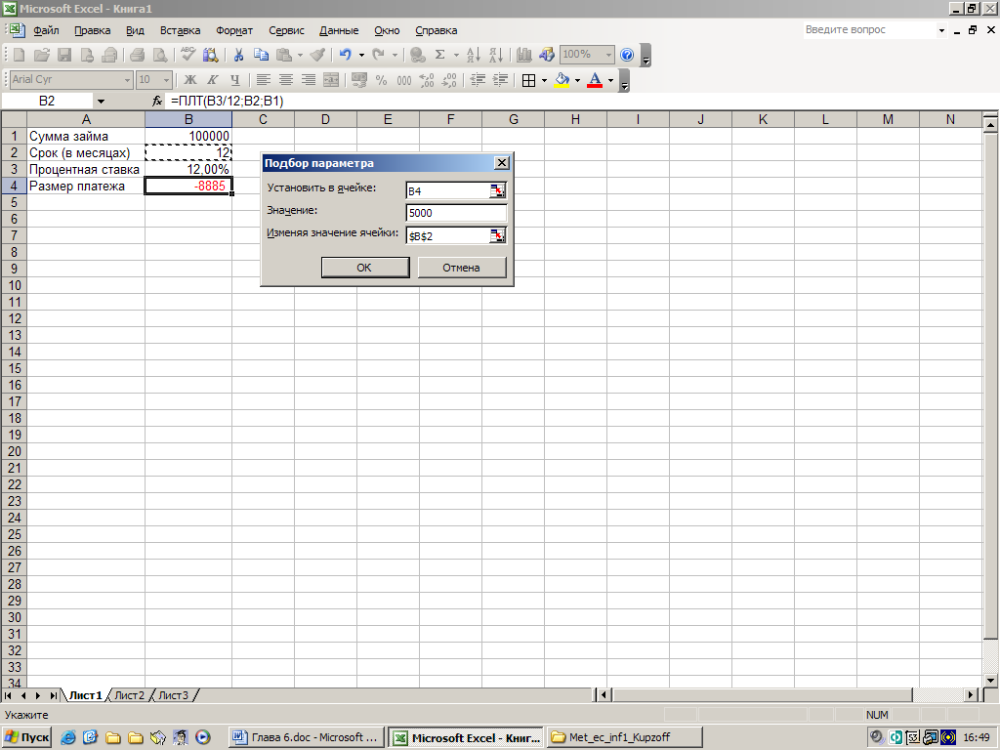 Microsoft Excel - Книга1
Файл Правка Вид Вставка Формат Сервис Данные Окно Справка Введите вопрос
100%
Arial Cyr 10 Ж К Ч % 000
B2 fx =ПЛТ(B3/12;B2;B1)
A B C D E F G H I J K L M N
1 Сумма займа 100000
2 Срок (в месяцах) 12
3 Процентная ставка 12,00%
4 Размер платежа -8885
Подбор параметра
Установить в ячейке: B4
Значение: 5000
Изменяя значение ячейки: $B$2
ОК Отмена
5
6
7
8
9
10
11
12
13
14
15
16
17
18
19
20
21
22
23
24
25
26
27
28
29
30
31
32
33
34
Лист1 Лист2 Лист3
Укажите NUM
Пуск Глава 6.doc - Microsoft ... Microsoft Excel - Книг... Met_ec_inf1_Kupzoff 16:49